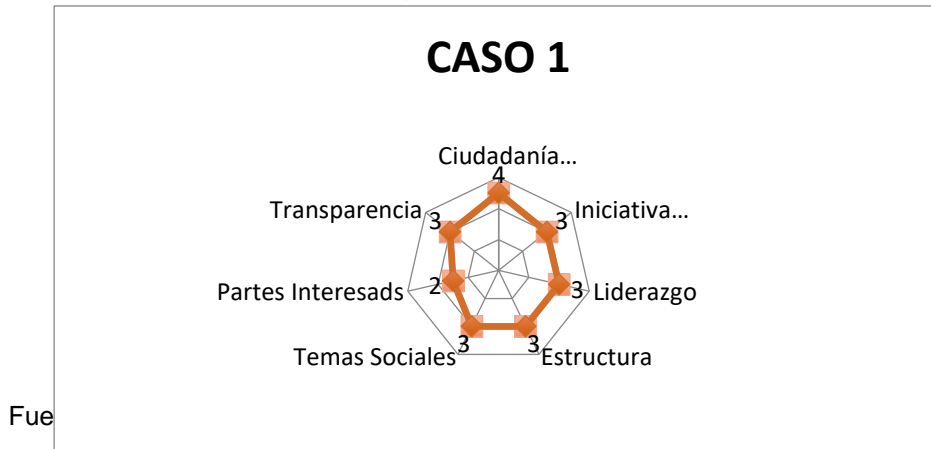 CASO 1
Ciudadanía...
4
Transparencia
3
3
Iniciativa...
Partes Interesads
2
3
Liderazgo
Temas Sociales
3
3
Estructura
Fue